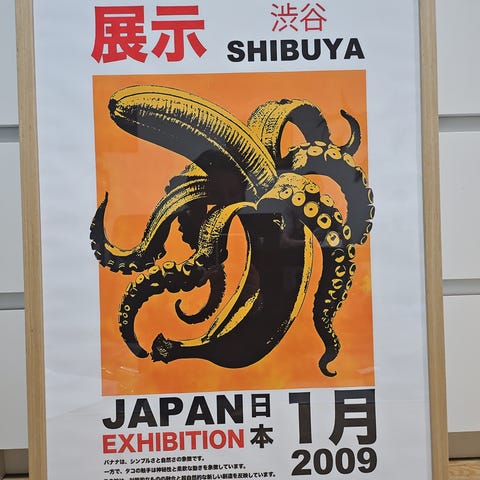 展示
渋谷
SHIBUYA
JAPAN 日本
EXHIBITION
1月
2009
バナナは、シンプルさと自然さの象徴です。
一方で、タコの触手は神秘性と柔軟な動きを象徴しています。